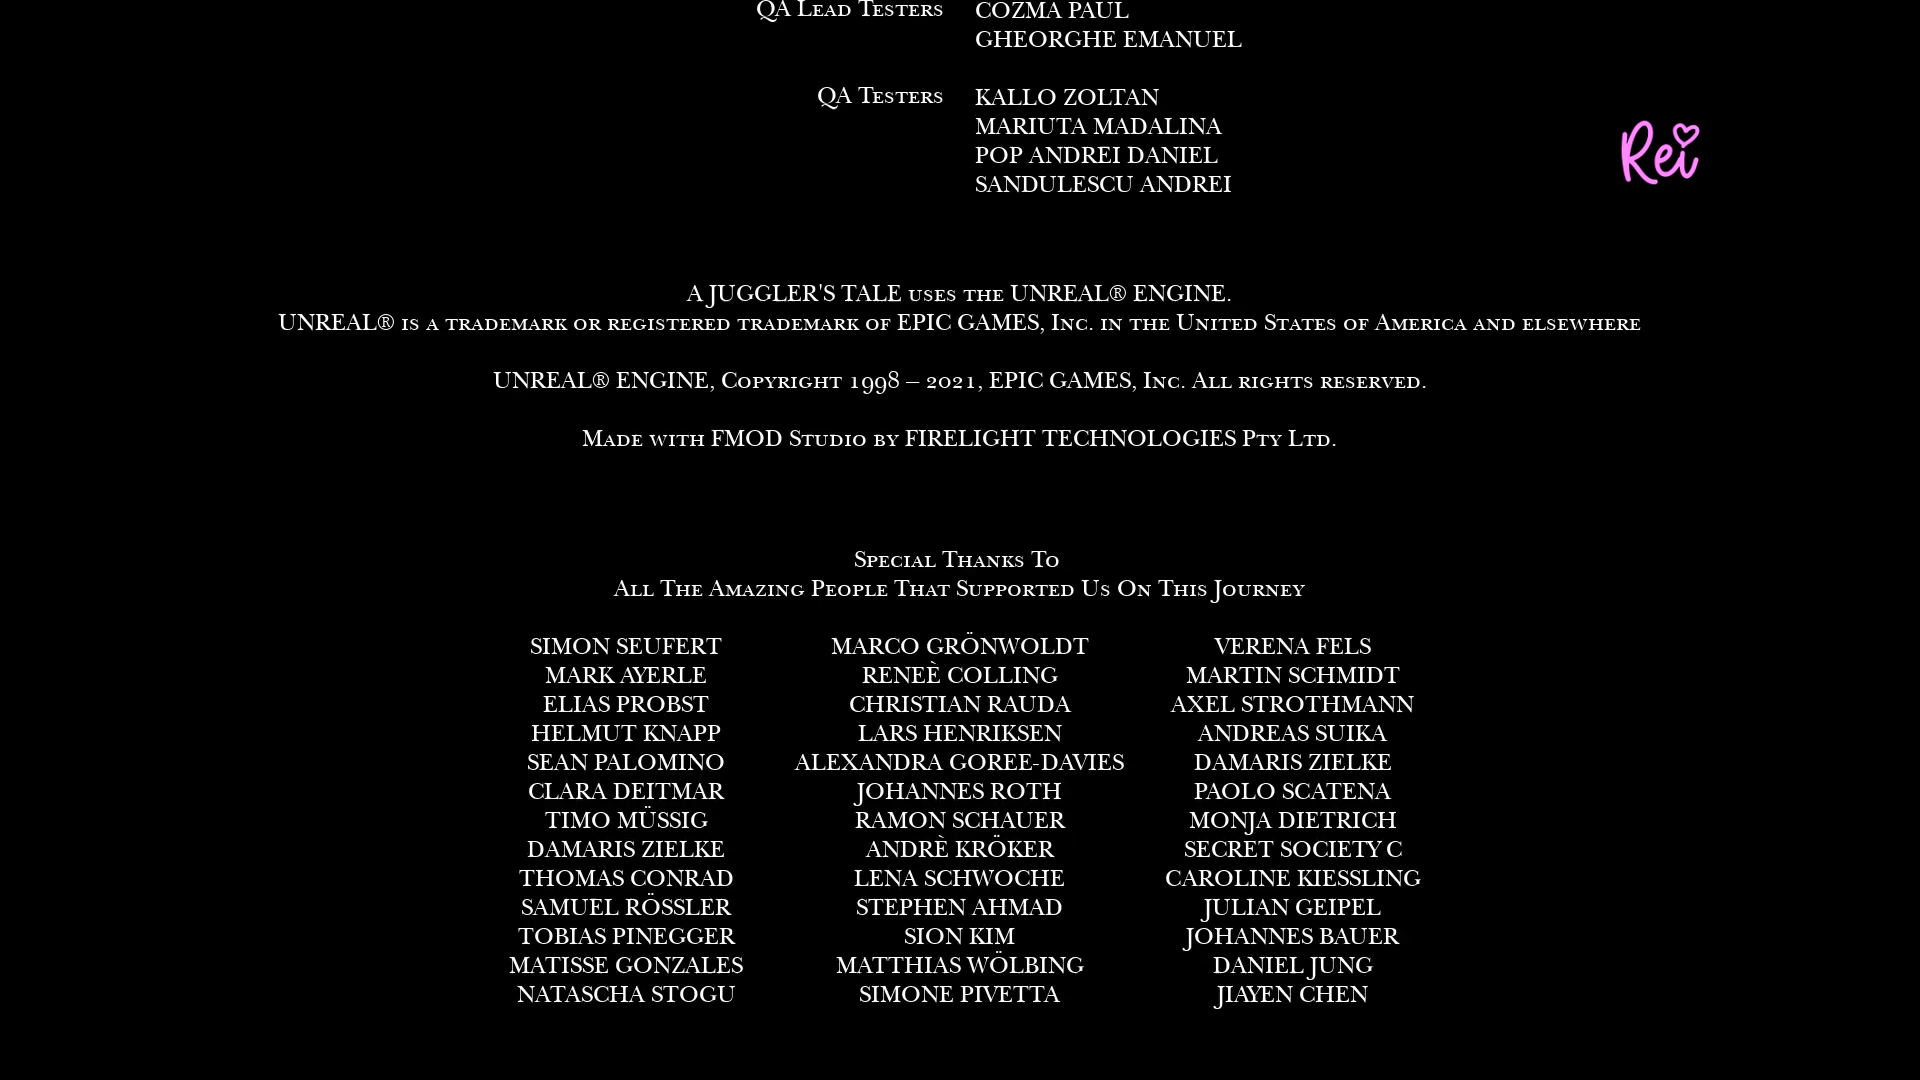 QA Lead Testers COZMA PAUL
GHEORGHE EMANUEL
QA Testers KALLO ZOLTAN
MARIUTA MADALINA
POP ANDREI DANIEL
SANDULESCU ANDREI
Rei
A JUGGLER'S TALE uses the UNREAL® ENGINE.
UNREAL® is a trademark or registered trademark of EPIC GAMES, Inc. in the United States of America and elsewhere
UNREAL® ENGINE, Copyright 1998 – 2021, EPIC GAMES, Inc. All rights reserved.
Made with FMOD Studio by FIRELIGHT TECHNOLOGIES Pty Ltd.
Special Thanks To
All The Amazing People That Supported Us On This Journey
SIMON SEUFERT MARCO GRÖNWOLDT VERENA FELS
MARK AYERLE RENEÈ COLLING MARTIN SCHMIDT
ELIAS PROBST CHRISTIAN RAUDA AXEL STROTHMANN
HELMUT KNAPP LARS HENRIKSEN ANDREAS SUIKA
SEAN PALOMINO ALEXANDRA GOREE-DAVIES DAMARIS ZIELKE
CLARA DEITMAR JOHANNES ROTH PAOLO SCATENA
TIMO MÜSSIG RAMON SCHAUER MONJA DIETRICH
DAMARIS ZIELKE ANDRÈ KRÖKER SECRET SOCIETY C
THOMAS CONRAD LENA SCHWOCHE CAROLINE KIESSLING
SAMUEL RÖSSLER STEPHEN AHMAD JULIAN GEIPEL
TOBIAS PINEGGER SION KIM JOHANNES BAUER
MATISSE GONZALES MATTHIAS WÖLBING DANIEL JUNG
NATASCHA STOGU SIMONE PIVETTA JIAYEN CHEN